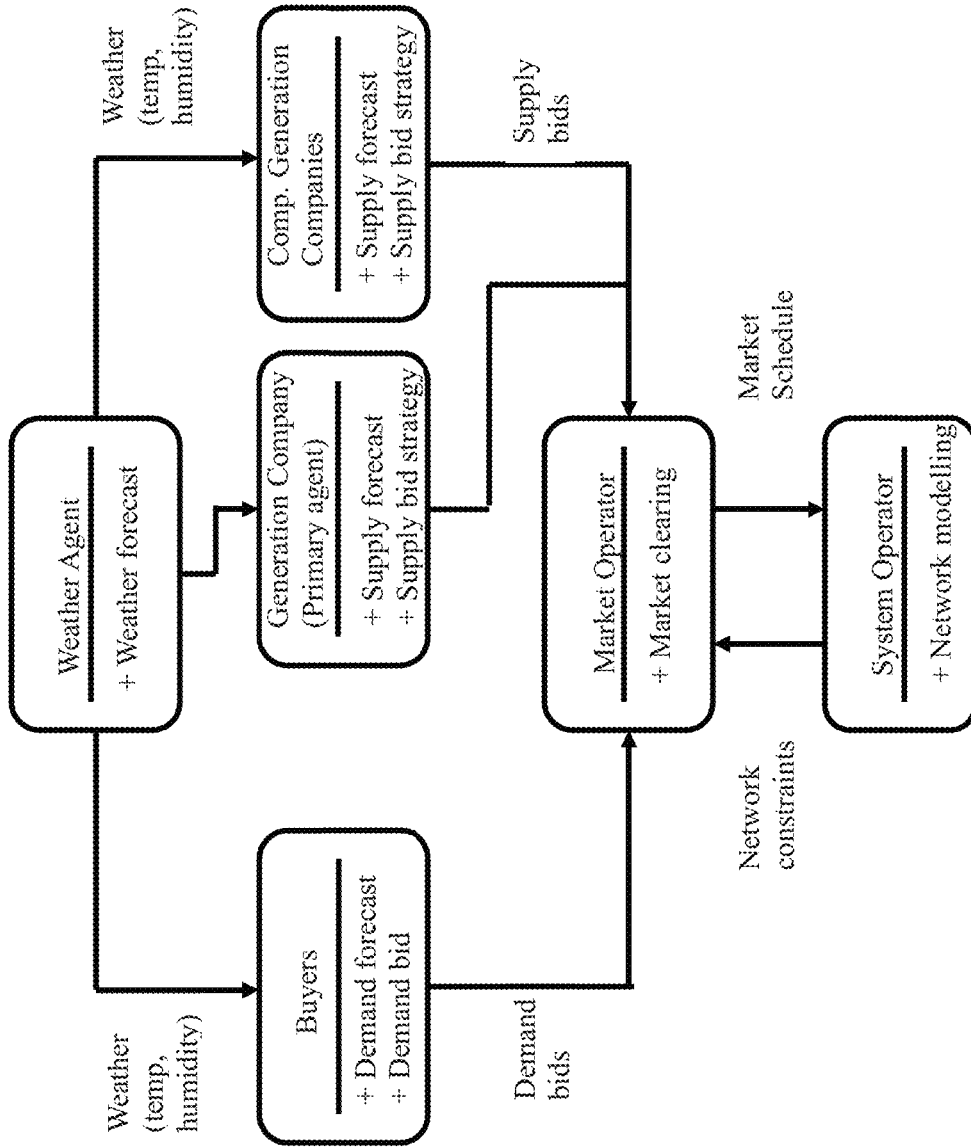 Weather Agent
+ Weather forecast
Weather
(temp,
humidity)
Weather
(temp,
humidity)
Buyers
+ Demand forecast
+ Demand bid
Generation Company
(Primary agent)
+ Supply forecast
+ Supply bid strategy
Comp. Generation
Companies
+ Supply forecast
+ Supply bid strategy
Demand
bids
Supply
bids
Market Operator
+ Market clearing
Network
constraints
Market
Schedule
System Operator
+ Network modelling